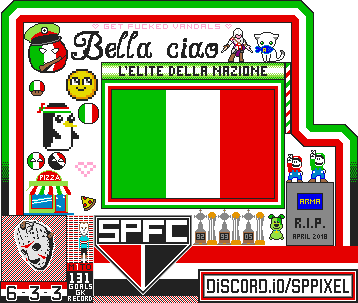 GET FUCKED VANDALS
Bella ciao
L'ELITE DELLA NAZIONE
PIZZA
ARMA
R.I.P.
APRIL 2018
SPFC
6-3-3
131
GOALS
GK
RECORD
DISCORD.IO/SPPIXEL